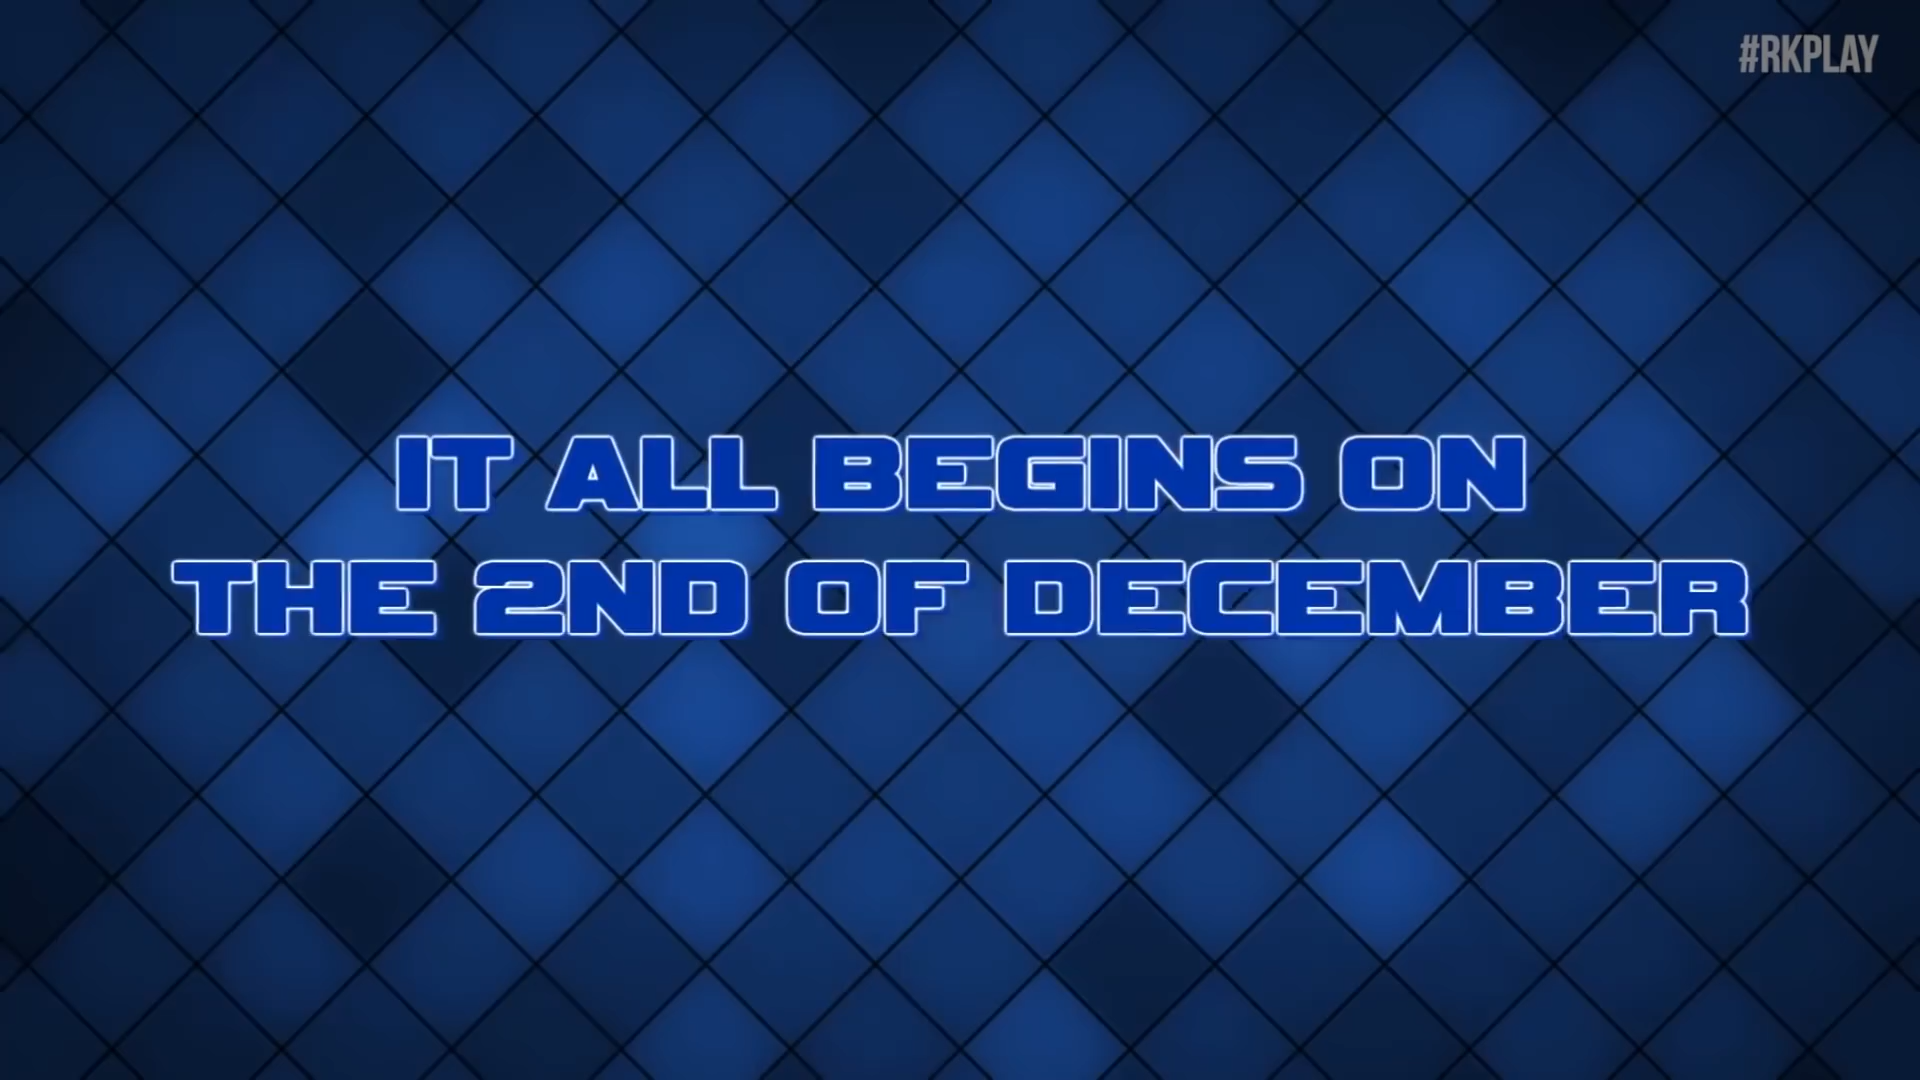 #RKPLAY
IT ALL BEGINS ON
THE 2ND OF DECEMBER